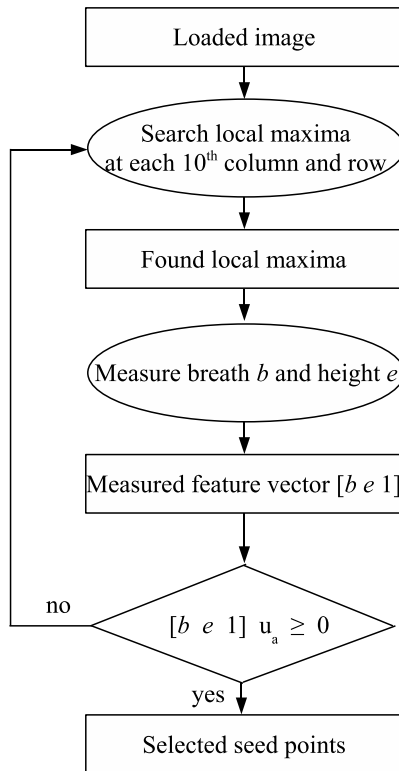 Loaded image
Search local maxima
at each 10th column and row
Found local maxima
Measure breath b and height e
Measured feature vector [b e 1]
[b e 1] ua ≥ 0
no
yes
Selected seed points